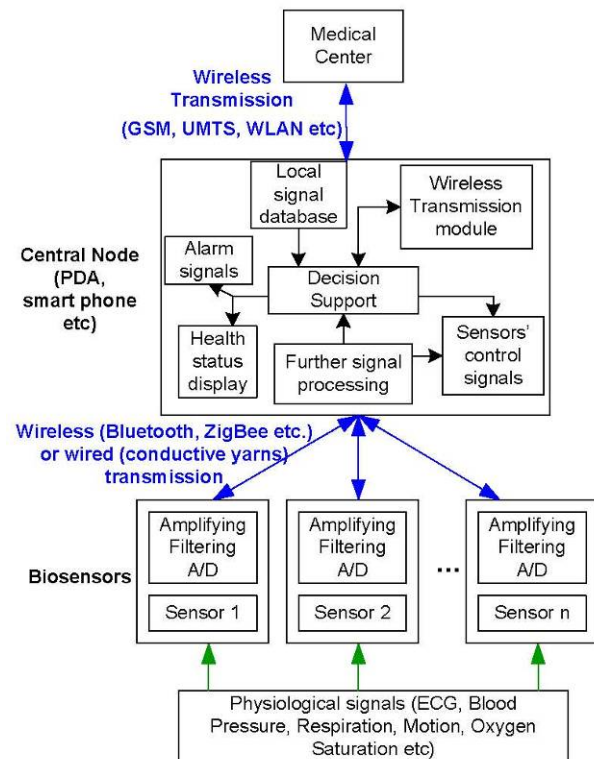 Medical
Center
Wireless
Transmission
(GSM, UMTS, WLAN etc)
Local
signal
database
Wireless
Transmission
module
Central Node
(PDA,
smart phone
etc)
Alarm
signals
Decision
Support
Health
status
display
Further signal
processing
Sensors'
control
signals
Wireless (Bluetooth, ZigBee etc.)
or wired (conductive yarns)
transmission
Biosensors
Amplifying
Filtering
A/D
Sensor 1
Amplifying
Filtering
A/D
Sensor 2
...
Amplifying
Filtering
A/D
Sensor n
Physiological signals (ECG, Blood
Pressure, Respiration, Motion, Oxygen
Saturation etc)